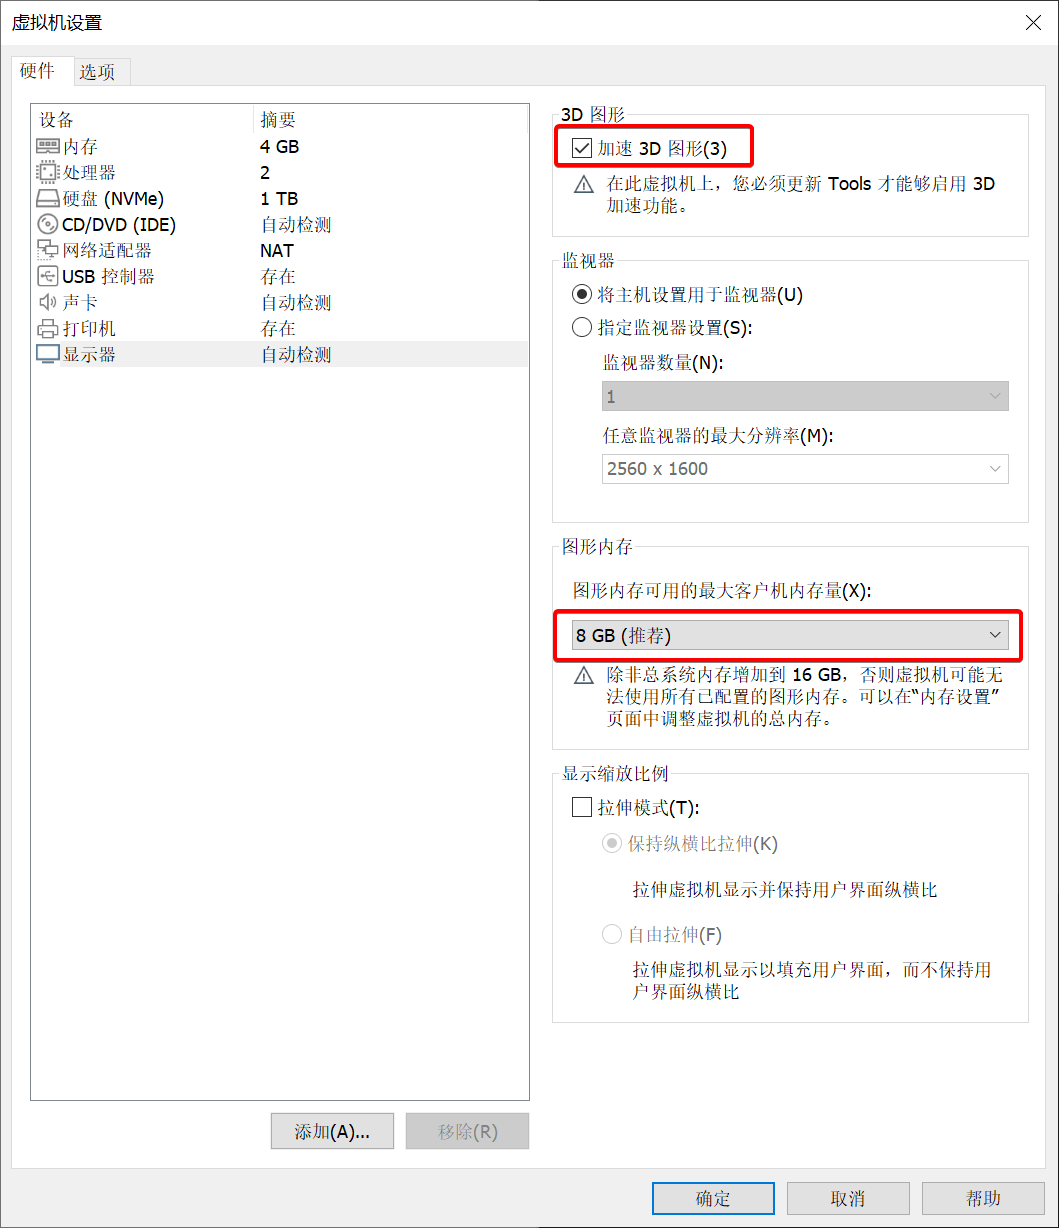 虚拟机设置
硬件
选项
设备 摘要
内存 4 GB
处理器 2
硬盘 (NVMe) 1 TB
CD/DVD (IDE) 自动检测
网络适配器 NAT
USB 控制器 存在
声卡 自动检测
打印机 存在
显示器 自动检测
添加(A)...
移除(R)
3D 图形
加速 3D 图形(3)
在此虚拟机上，您必须更新 Tools 才能够启用 3D
加速功能。
监视器
将主机设置用于监视器(U)
指定监视器设置(S):
监视器数量(N):
1
任意监视器的最大分辨率(M):
2560 x 1600
图形内存
图形内存可用的最大客户机内存量(X):
8 GB (推荐)
除非总系统内存增加到 16 GB，否则虚拟机可能无
法使用所有已配置的图形内存。可以在“内存设置”
页面中调整虚拟机的总内存。
显示缩放比例
拉伸模式(T):
保持纵横比拉伸(K)
拉伸虚拟机显示并保持用户界面纵横比
自由拉伸(F)
拉伸虚拟机显示以填充用户界面，而不保持用
户界面纵横比
确定
取消
帮助